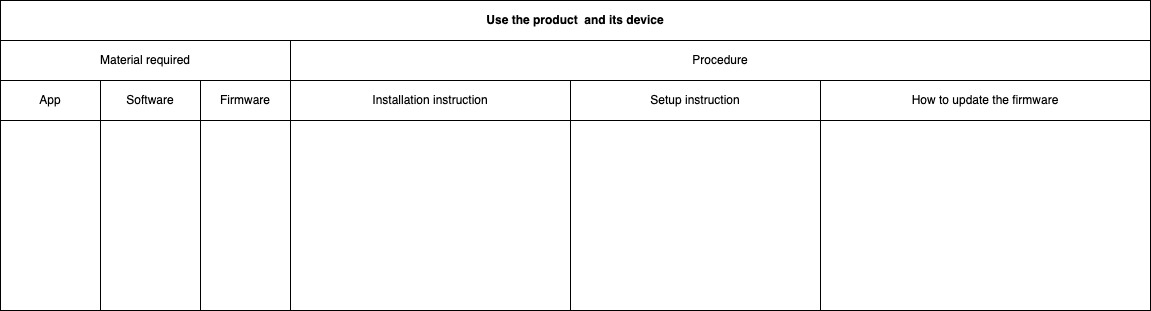 Use the product  and its device
Material required
Procedure
App
Software
Firmware
Installation instruction
Setup instruction
How to update the firmware